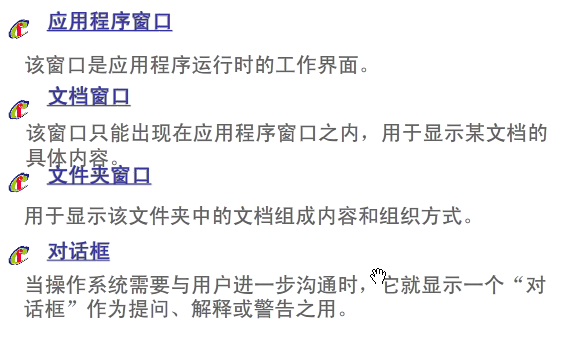 应用程序窗口
该窗口是应用程序运行时的工作界面。
文档窗口
该窗口只能出现在应用程序窗口之内，用于显示某文档的
具体内容。
文件夹窗口
用于显示该文件夹中的文档组成内容和组织方式。
对话框
当操作系统需要与用户进一步沟通时，它就显示一个“对
话框”作为提问、解释或警告之用。